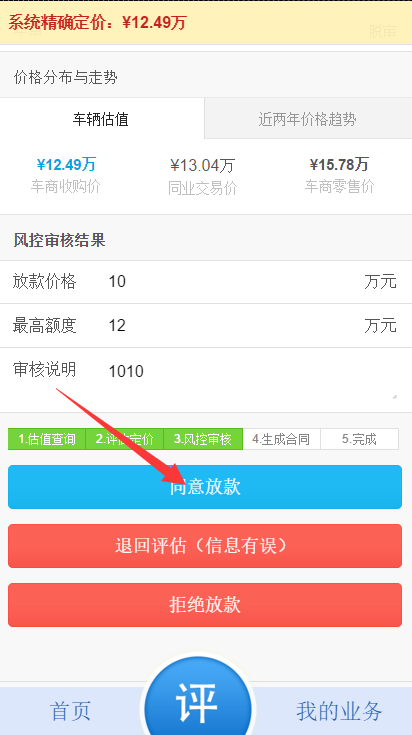 系统精确定价：¥12.49万
价格分布与走势
车辆估值 近两年价格趋势
¥12.49万 ¥13.04万 ¥15.78万
车商收购价 同业交易价 车商零售价
风控审核结果
放款价格 10 万元
最高额度 12 万元
审核说明 1010
1.估值查询 2.评估定价 3.风控审核 4.生成合同 5.完成
同意放款
退回评估（信息有误）
拒绝放款
首页 评 我的业务